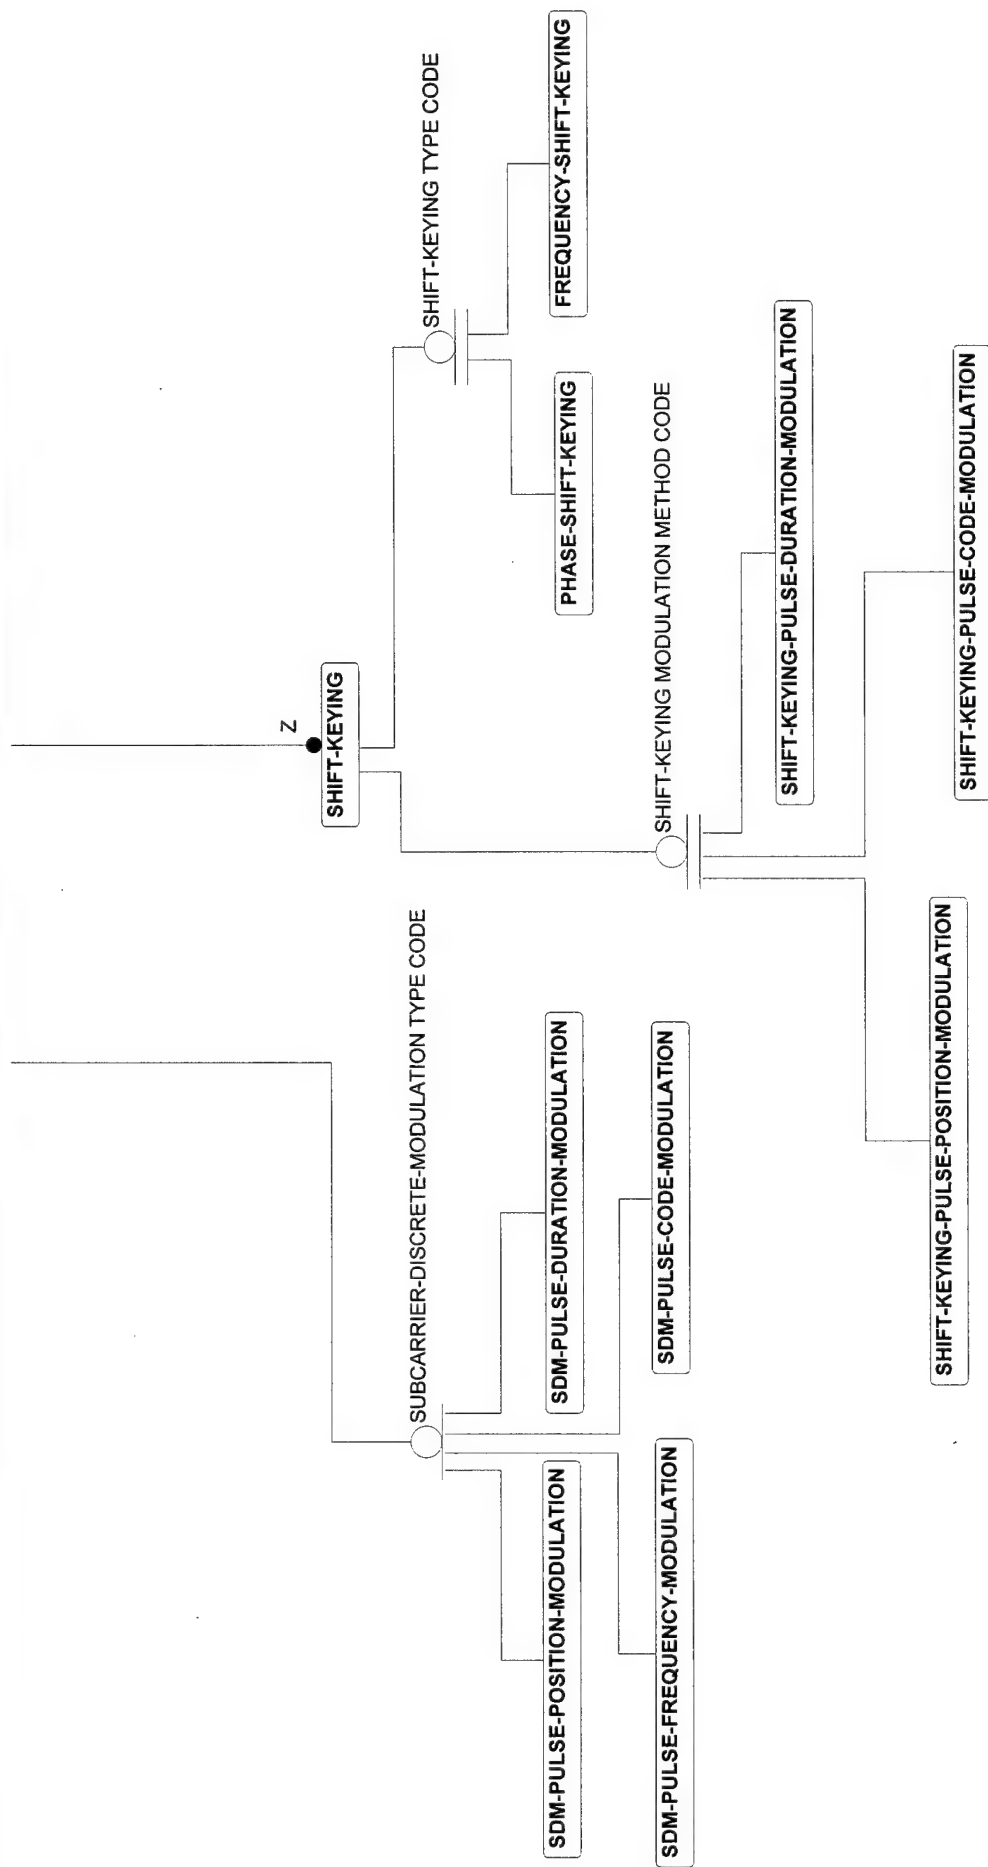 Z
SHIFT-KEYING
SUBCARRIER-DISCRETE-MODULATION TYPE CODE
SHIFT-KEYING TYPE CODE
SDM-PULSE-POSITION-MODULATION
SDM-PULSE-DURATION-MODULATION
PHASE-SHIFT-KEYING
FREQUENCY-SHIFT-KEYING
SDM-PULSE-FREQUENCY-MODULATION
SDM-PULSE-CODE-MODULATION
SHIFT-KEYING MODULATION METHOD CODE
SHIFT-KEYING-PULSE-DURATION-MODULATION
SHIFT-KEYING-PULSE-POSITION-MODULATION
SHIFT-KEYING-PULSE-CODE-MODULATION